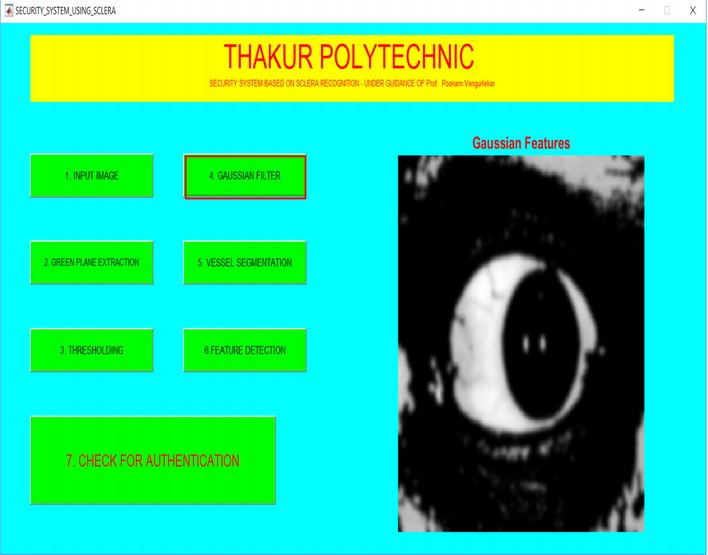 SECURITY_SYSTEM_USING_SCLERA
THAKUR POLYTECHNIC
SECURITY SYSTEM BASED ON SCLERA RECOGNITION - UNDER GUIDANCE OF Prof. Poonam Vengurlekar
Gaussian Features
1. INPUT IMAGE
4. GAUSSIAN FILTER
2. GREEN PLANE EXTRACTION
5. VESSEL SEGMENTATION
3. THRESHOLDING
6.FEATURE DETECTION
7. CHECK FOR AUTHENTICATION